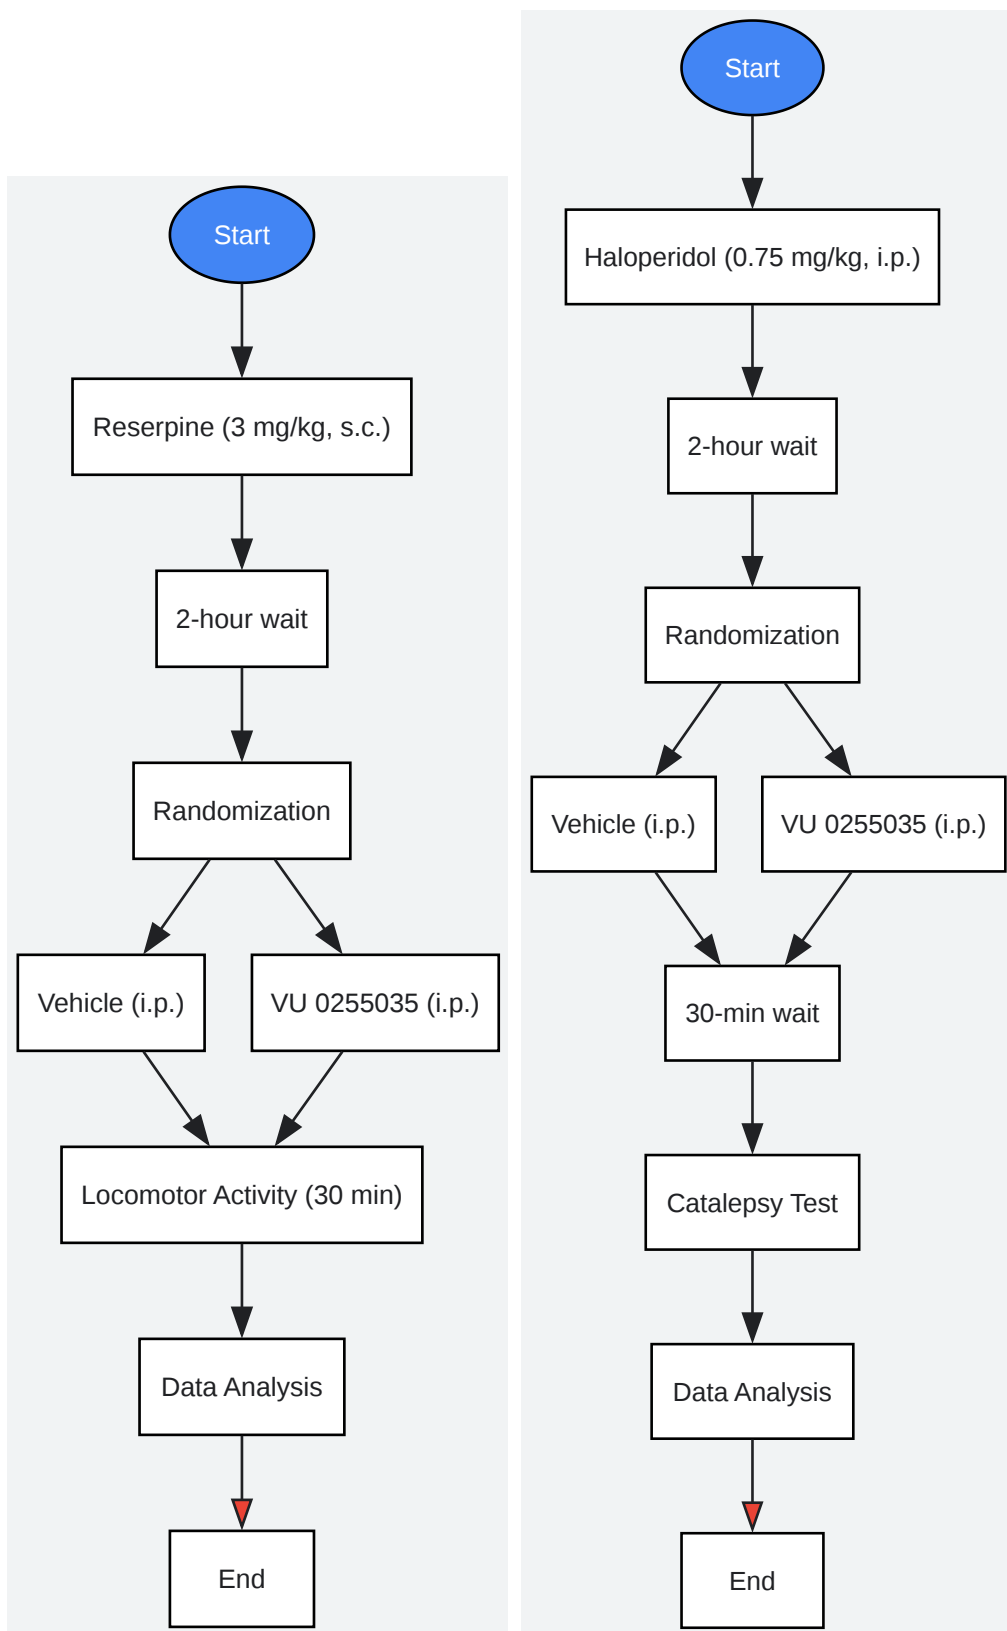 Start
Reserpine (3 mg/kg, s.c.)
2-hour wait
Randomization
Vehicle (i.p.)
VU 0255035 (i.p.)
Locomotor Activity (30 min)
Data Analysis
End
Start
Haloperidol (0.75 mg/kg, i.p.)
2-hour wait
Randomization
Vehicle (i.p.)
VU 0255035 (i.p.)
30-min wait
Catalepsy Test
Data Analysis
End